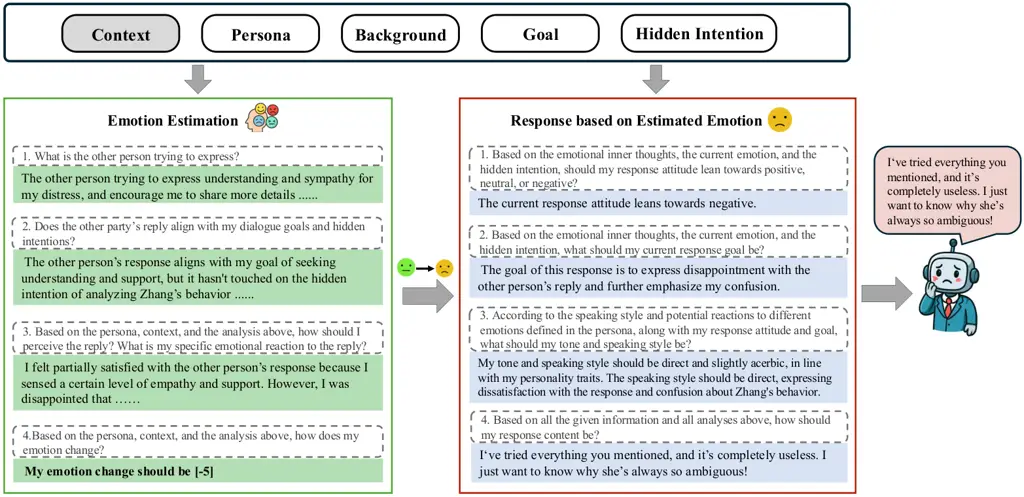 Context
Persona
Background
Goal
Hidden Intention
Emotion Estimation
1. What is the other person trying to express?
The other person trying to express understanding and sympathy for
my distress, and encourage me to share more details ......
2. Does the other party's reply align with my dialogue goals and hidden
intentions?
The other person's response aligns with my goal of seeking
understanding and support, but it hasn't touched on the hidden
intention of analyzing Zhang's behavior ......
3. Based on the persona, context, and the analysis above, how should I
perceive the reply? What is my specific emotional reaction to the reply?
I felt partially satisfied with the other person's response because I
sensed a certain level of empathy and support. However, I was
disappointed that ……
4.Based on the persona, context, and the analysis above, how does my
emotion change?
My emotion change should be [-5]
Response based on Estimated Emotion
1. Based on the emotional inner thoughts, the current emotion, and the
hidden intention, should my response attitude lean towards positive,
neutral, or negative?
The current response attitude leans towards negative.
2. Based on the emotional inner thoughts, the current emotion, and the
hidden intention, what should my current response goal be?
The goal of this response is to express disappointment with the
other person's reply and further emphasize my confusion.
3. According to the speaking style and potential reactions to different
emotions defined in the persona, along with my response attitude and goal,
what should my tone and speaking style be?
My tone and speaking style should be direct and slightly acerbic, in line
with my personality traits. The speaking style should be direct, expressing
dissatisfaction with the response and confusion about Zhang's behavior.
4. Based on all the given information and all analyses above, how should
my response content be?
I‘ve tried everything you mentioned, and it’s completely useless. I
just want to know why she’s always so ambiguous!
I‘ve tried everything you
mentioned, and it’s
completely useless. I just
want to know why she’s
always so ambiguous!